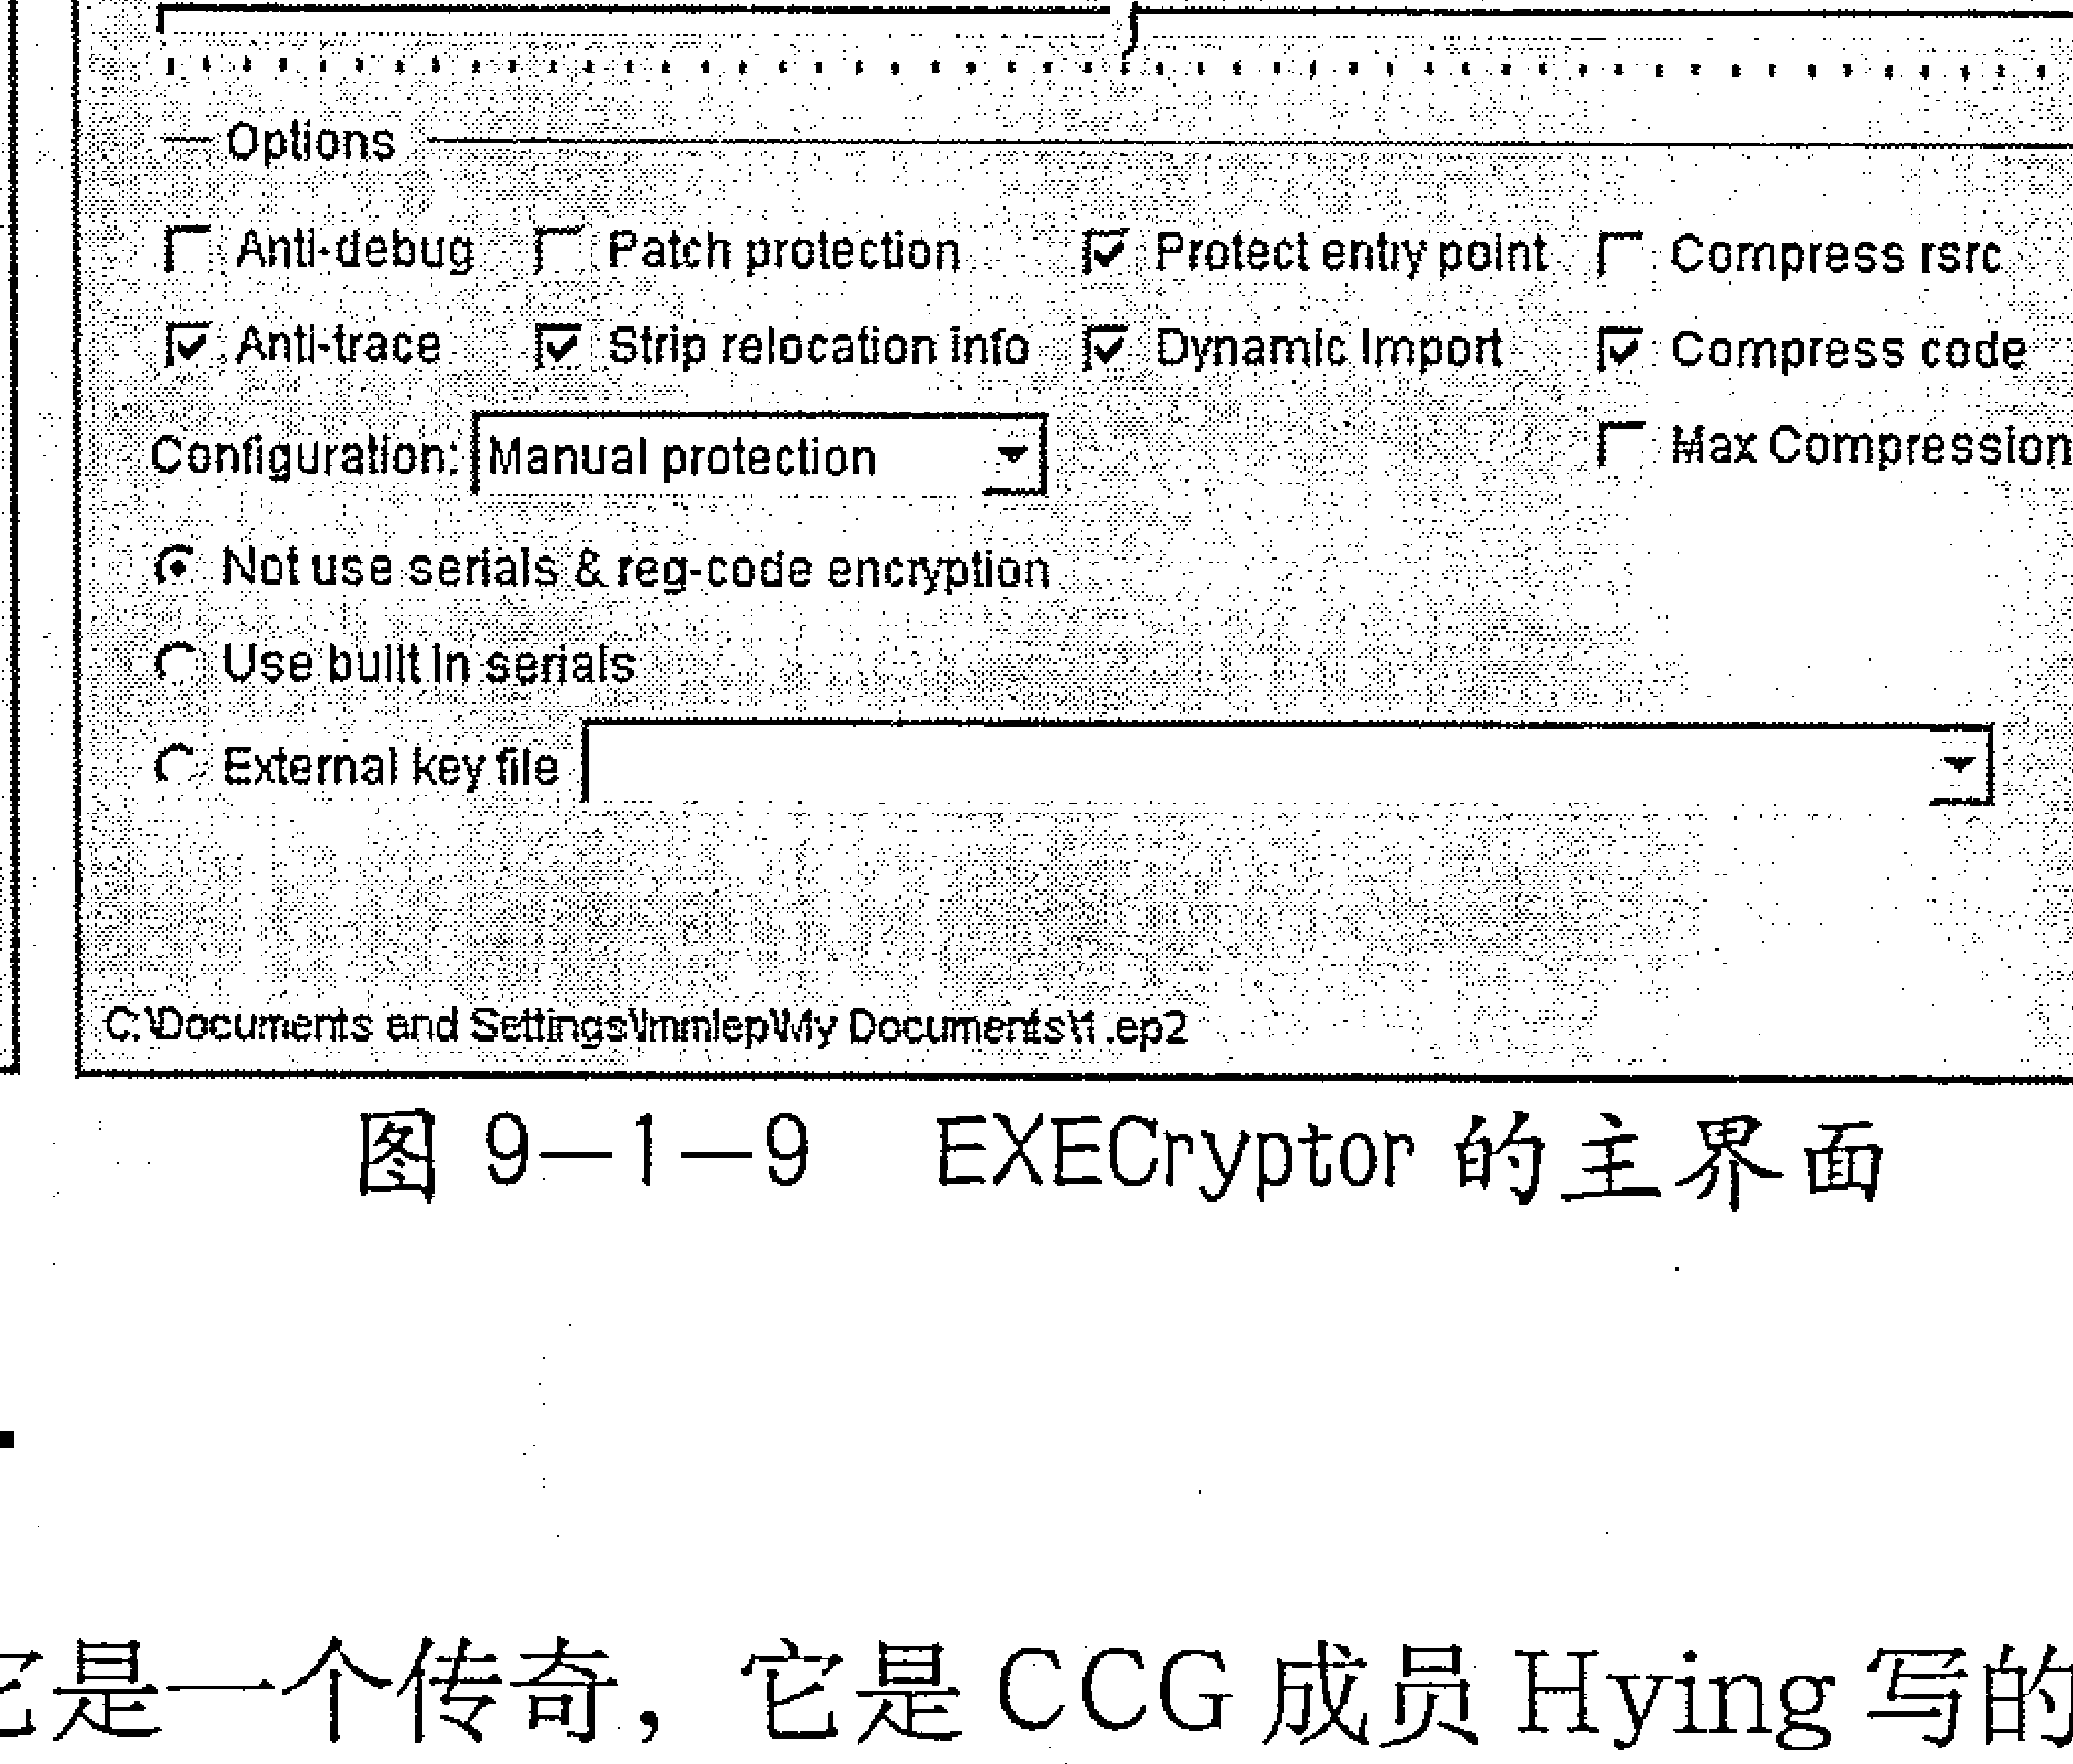 Options
Anti-debug Patch protection Protect entry point Compress rsrc
Anti-trace Strip relocation info Dynamic Import Compress code
Configuration: Manual protection Max Compression
Not use serials & reg-code encryption
Use built in serials
External key file
C:\Documents and Settings\lmmlep\My Documents\1.ep2
图 9-1-9 EXECryptor 的主界面
是一个传奇，它是 CCG 成员 Hying 写的